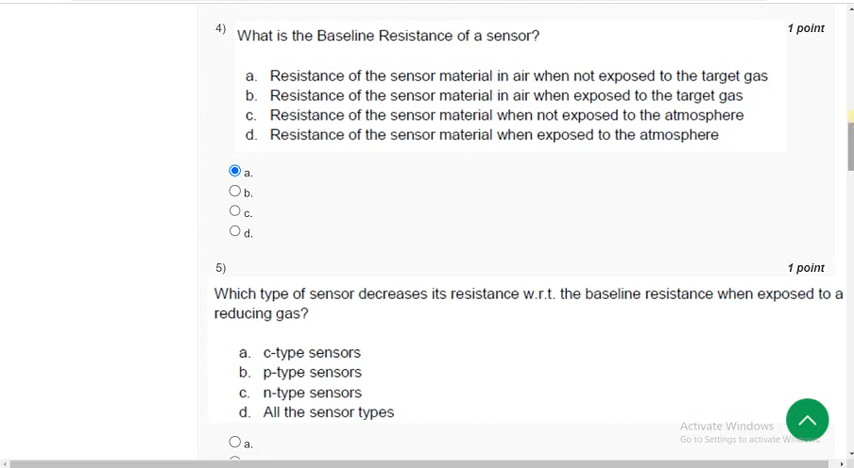 4)
1 point
What is the Baseline Resistance of a sensor?
a. Resistance of the sensor material in air when not exposed to the target gas
b. Resistance of the sensor material in air when exposed to the target gas
c. Resistance of the sensor material when not exposed to the atmosphere
d. Resistance of the sensor material when exposed to the atmosphere
a.
b.
c.
d.
5)
1 point
Which type of sensor decreases its resistance w.r.t. the baseline resistance when exposed to a
reducing gas?
a. c-type sensors
b. p-type sensors
c. n-type sensors
d. All the sensor types
Activate Windows
Go to Settings to activate
a.